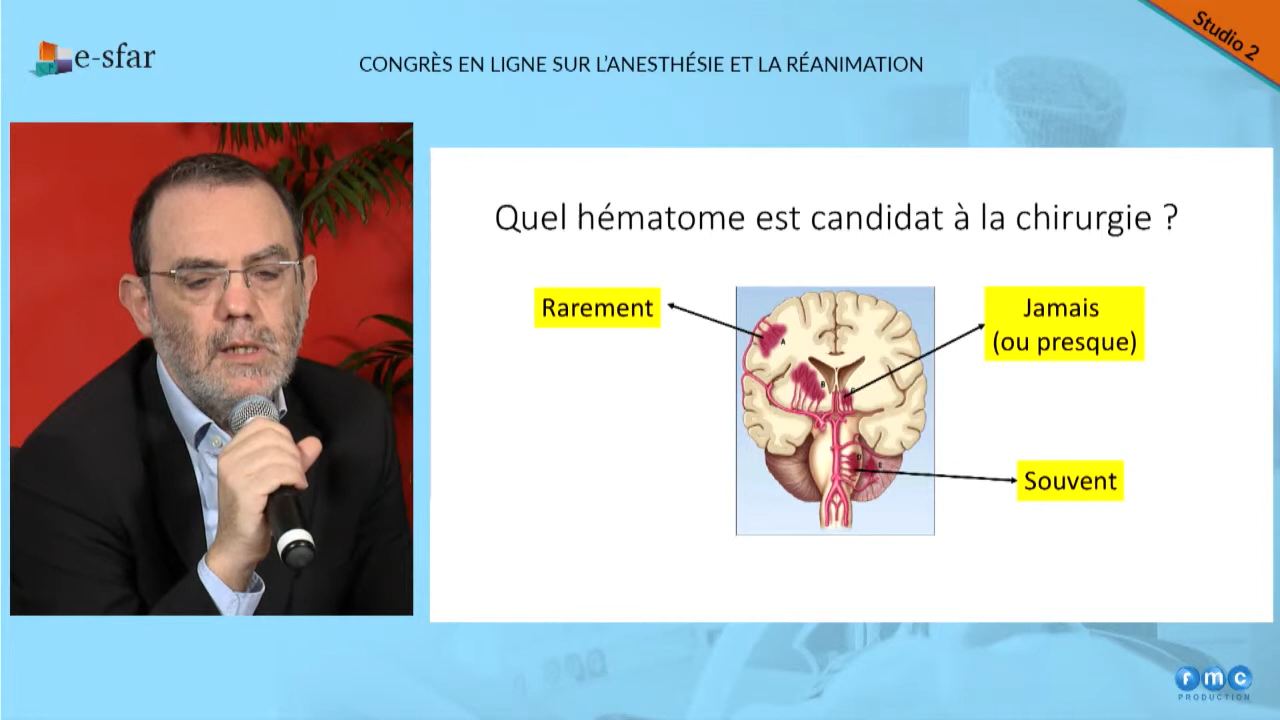 e-sfar
CONGRÈS EN LIGNE SUR L'ANESTHÉSIE ET LA RÉANIMATION
Studio 2
Quel hématome est candidat à la chirurgie ?
Rarement
Jamais
(ou presque)
A
B
C
D
E
Souvent
rmc
PRODUCTION